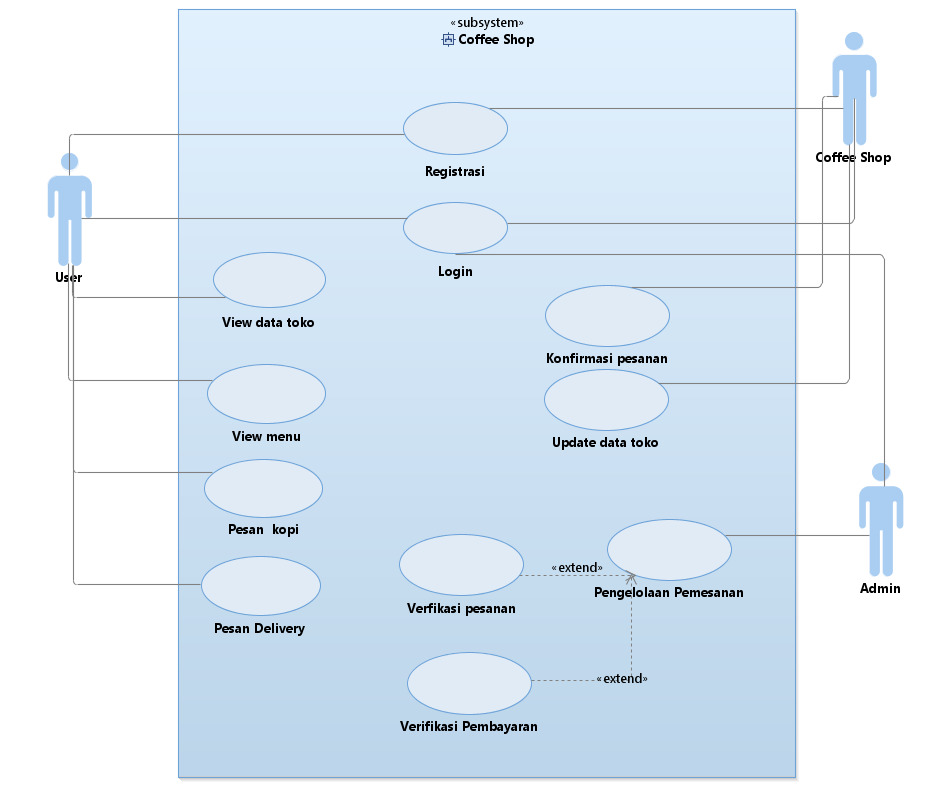 «subsystem»
Coffee Shop
Coffee Shop
Registrasi
Login
User
View data toko
Konfirmasi pesanan
View menu
Update data toko
Pesan kopi
«extend»
Verfikasi pesanan
Pengelolaan Pemesanan
Admin
Pesan Delivery
«extend»
Verifikasi Pembayaran